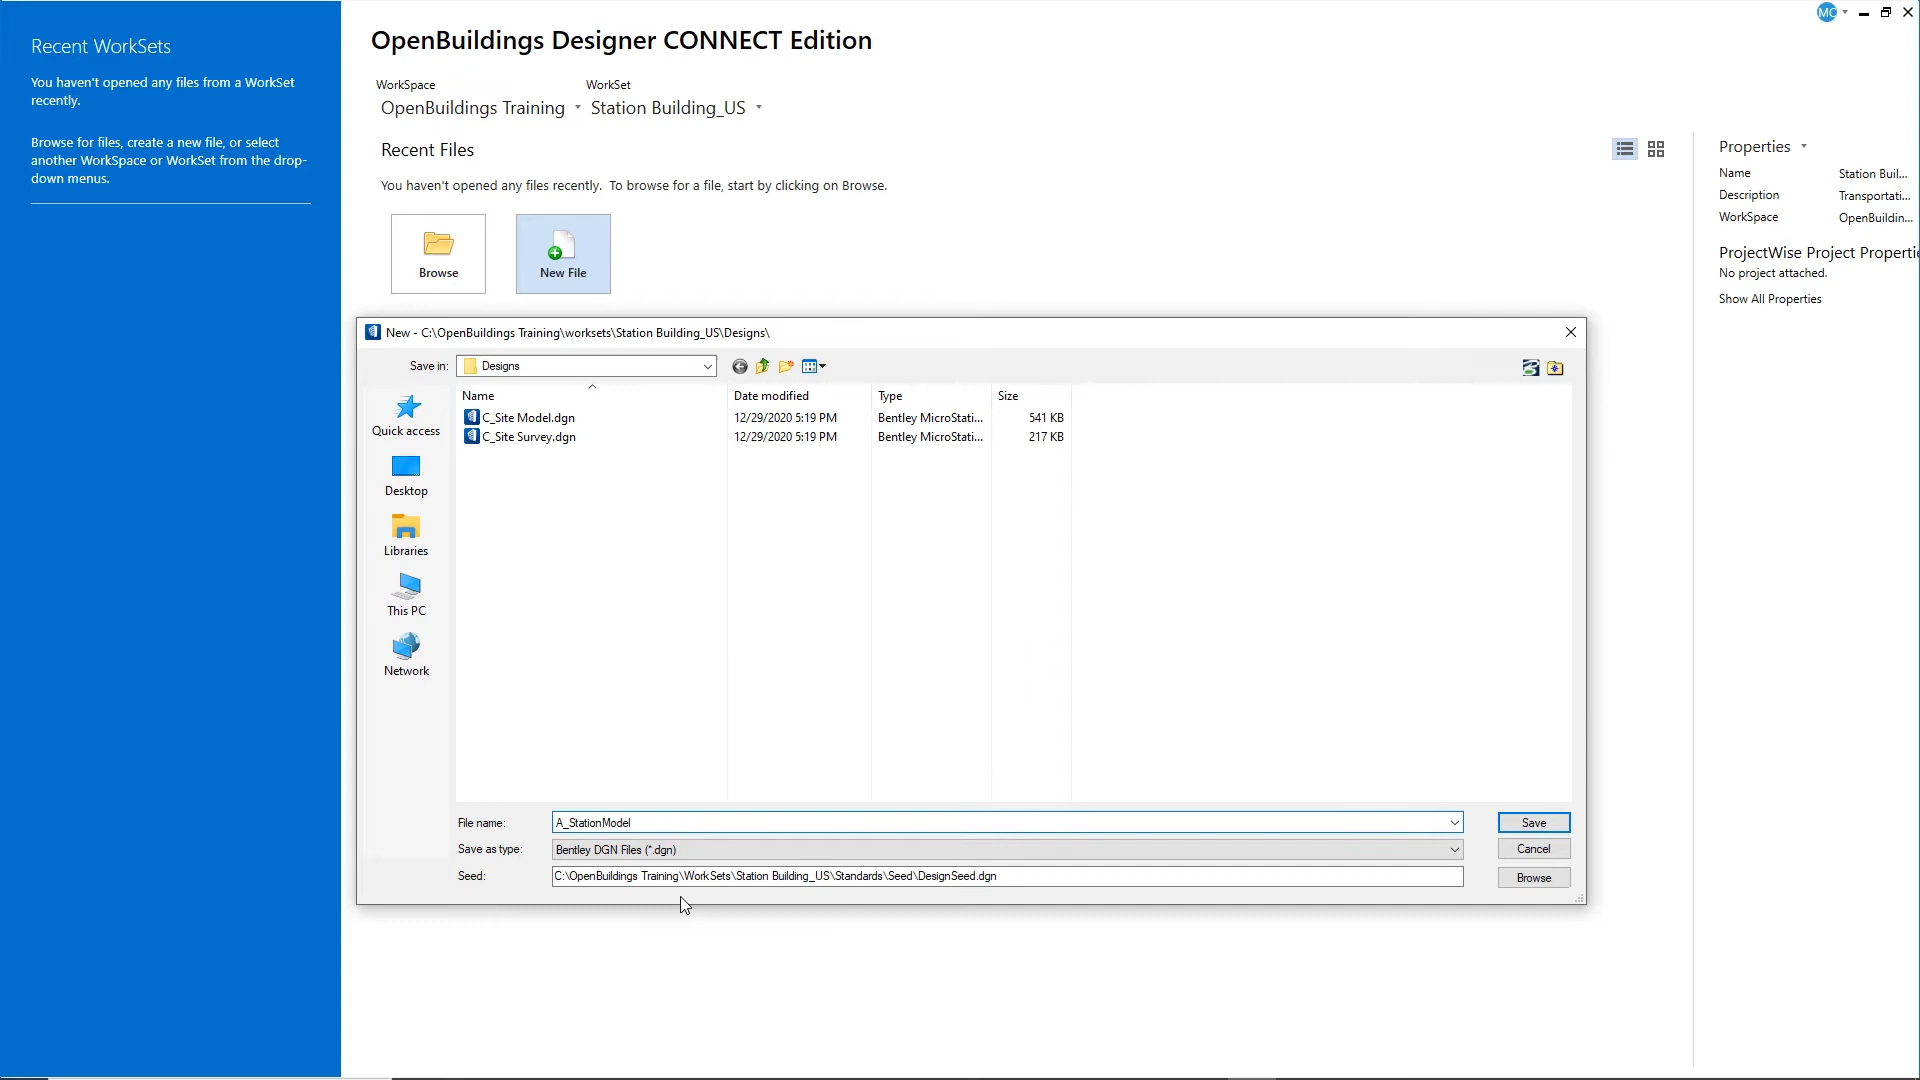 Recent WorkSets
You haven't opened any files from a WorkSet
recently.
Browse for files, create a new file, or select
another WorkSpace or WorkSet from the drop-
down menus.
OpenBuildings Designer CONNECT Edition
MC
WorkSpace WorkSet
OpenBuildings Training Station Building_US
Recent Files
You haven't opened any files recently.  To browse for a file, start by clicking on Browse.
Browse
New File
Properties
Name Station Buil...
Description Transportati...
WorkSpace OpenBuildin...
ProjectWise Project Properti
No project attached.
Show All Properties
New - C:\OpenBuildings Training\worksets\Station Building_US\Designs\
Save in: Designs
Name Date modified Type Size
C_Site Model.dgn 12/29/2020 5:19 PM Bentley MicroStati... 541 KB
C_Site Survey.dgn 12/29/2020 5:19 PM Bentley MicroStati... 217 KB
Quick access
Desktop
Libraries
This PC
Network
File name: A_StationModel Save
Save as type: Bentley DGN Files (*.dgn) Cancel
Seed: C:\OpenBuildings Training\WorkSets\Station Building_US\Standards\Seed\DesignSeed.dgn Browse